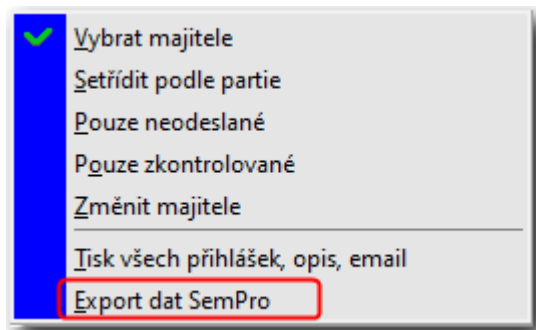 Vybrat majitele
Setřídit podle partie
Pouze neodeslané
Pouze zkontrolované
Změnit majitele
Tisk všech přihlášek, opis, email
Export dat SemPro